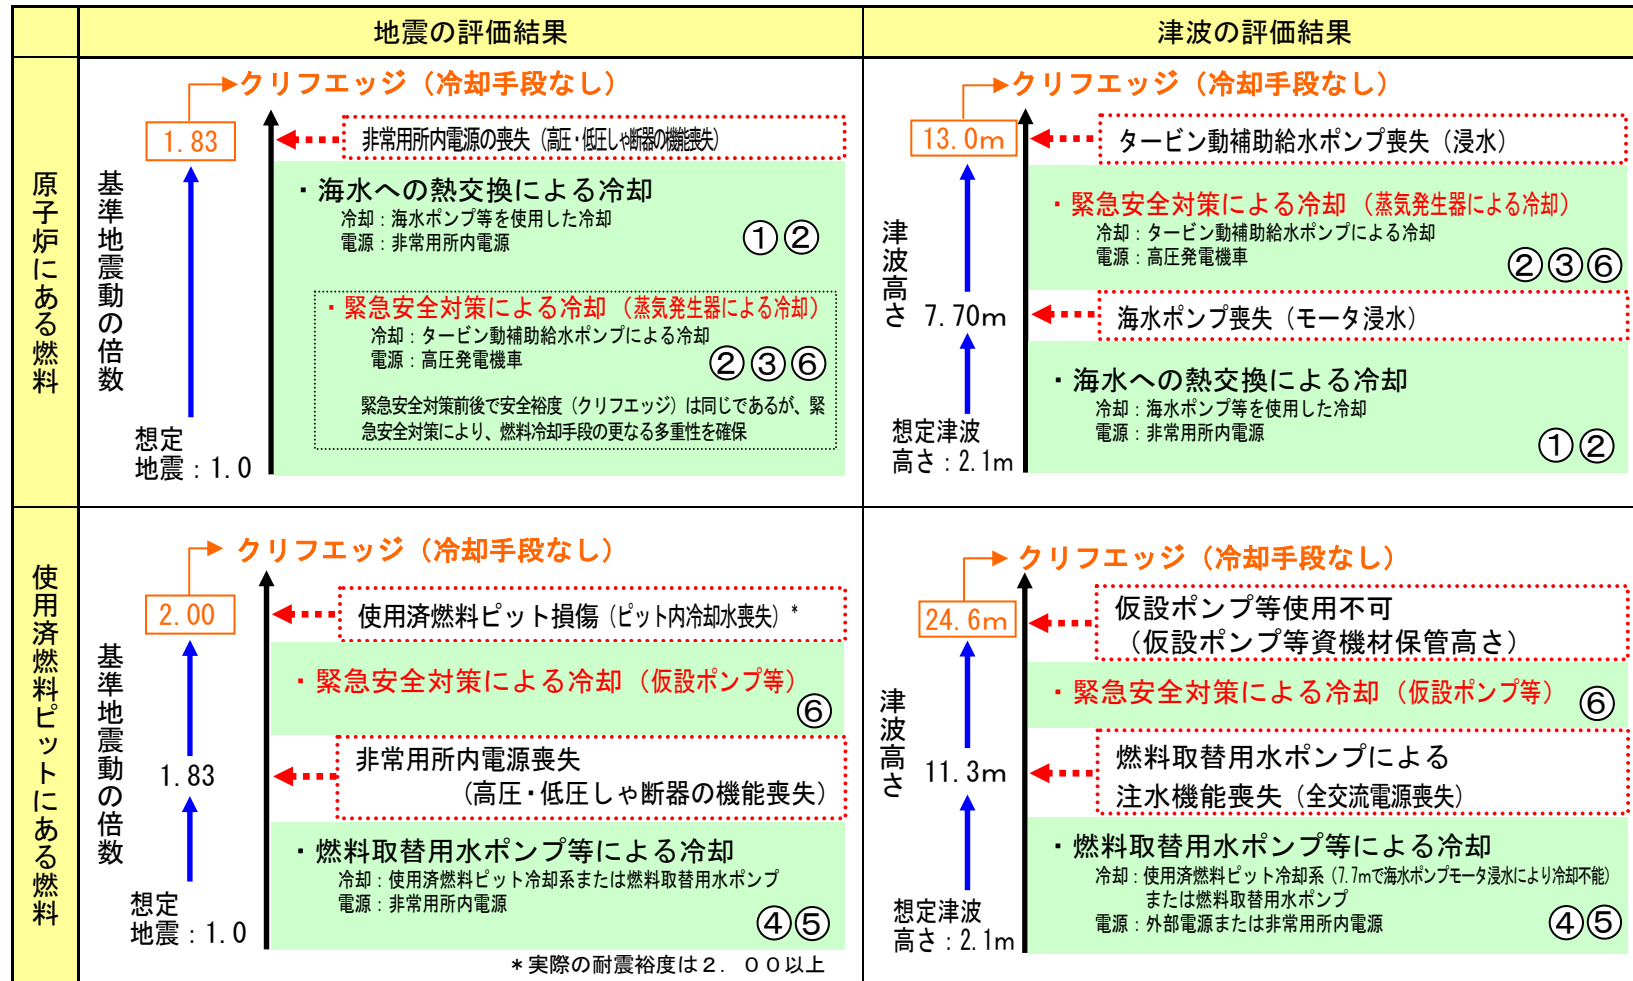 地震の評価結果
津波の評価結果
原子炉にある燃料
クリフエッジ（冷却手段なし）
1.83
非常用所内電源の喪失（高圧・低圧しゃ断器の機能喪失）
基準地震動の倍数
・海水への熱交換による冷却
冷却：海水ポンプ等を使用した冷却
電源：非常用所内電源
①②
・緊急安全対策による冷却（蒸気発生器による冷却）
冷却：タービン動補助給水ポンプによる冷却
電源：高圧発電機車
②③⑥
緊急安全対策前後で安全裕度（クリフエッジ）は同じであるが、緊
急安全対策により、燃料冷却手段の更なる多重性を確保
想定
地震：1.0
クリフエッジ（冷却手段なし）
13.0m
タービン動補助給水ポンプ喪失（浸水）
津波高さ
・緊急安全対策による冷却（蒸気発生器による冷却）
冷却：タービン動補助給水ポンプによる冷却
電源：高圧発電機車
②③⑥
7.70m
海水ポンプ喪失（モータ浸水）
・海水への熱交換による冷却
冷却：海水ポンプ等を使用した冷却
電源：非常用所内電源
①②
想定津波
高さ：2.1m
使用済燃料ピットにある燃料
クリフエッジ（冷却手段なし）
2.00
使用済燃料ピット損傷（ピット内冷却水喪失）*
基準地震動の倍数
・緊急安全対策による冷却（仮設ポンプ等）
⑥
1.83
非常用所内電源喪失
（高圧・低圧しゃ断器の機能喪失）
・燃料取替用水ポンプ等による冷却
冷却：使用済燃料ピット冷却系または燃料取替用水ポンプ
電源：非常用所内電源
④⑤
想定
地震：1.0
＊実際の耐震裕度は２．００以上
クリフエッジ（冷却手段なし）
24.6m
仮設ポンプ等使用不可
（仮設ポンプ等資機材保管高さ）
津波高さ
・緊急安全対策による冷却（仮設ポンプ等）
⑥
11.3m
燃料取替用水ポンプによる
注水機能喪失（全交流電源喪失）
・燃料取替用水ポンプ等による冷却
冷却：使用済燃料ピット冷却系（7.7mで海水ポンプモータ浸水により冷却不能）
または燃料取替用水ポンプ
電源：外部電源または非常用所内電源
④⑤
想定津波
高さ：2.1m